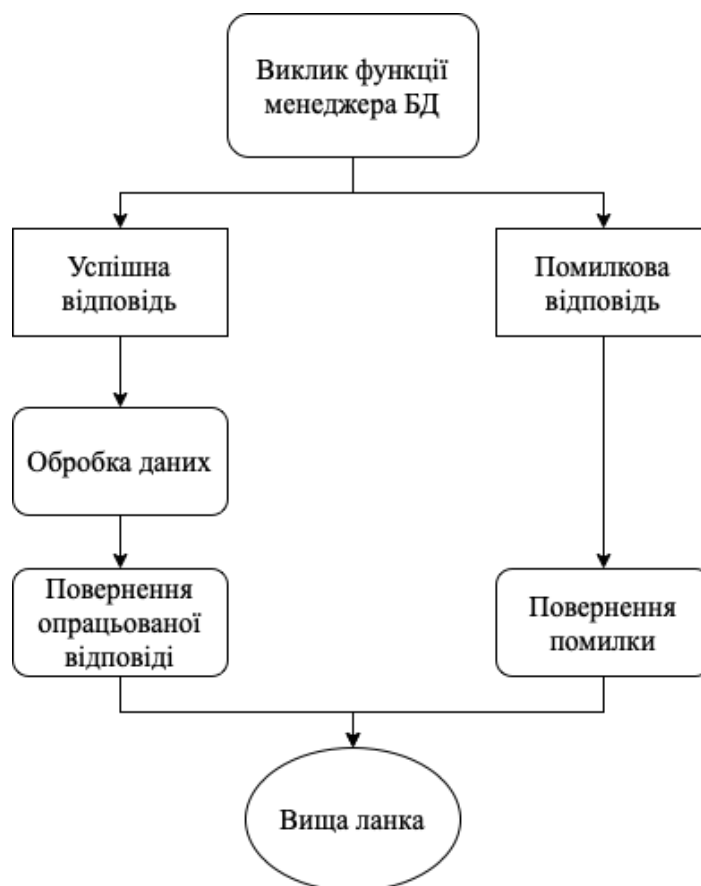 Виклик функції
менеджера БД
Успішна
відповідь
Помилкова
відповідь
Обробка даних
Повернення
опрацьованої
відповіді
Повернення
помилки
Вища ланка